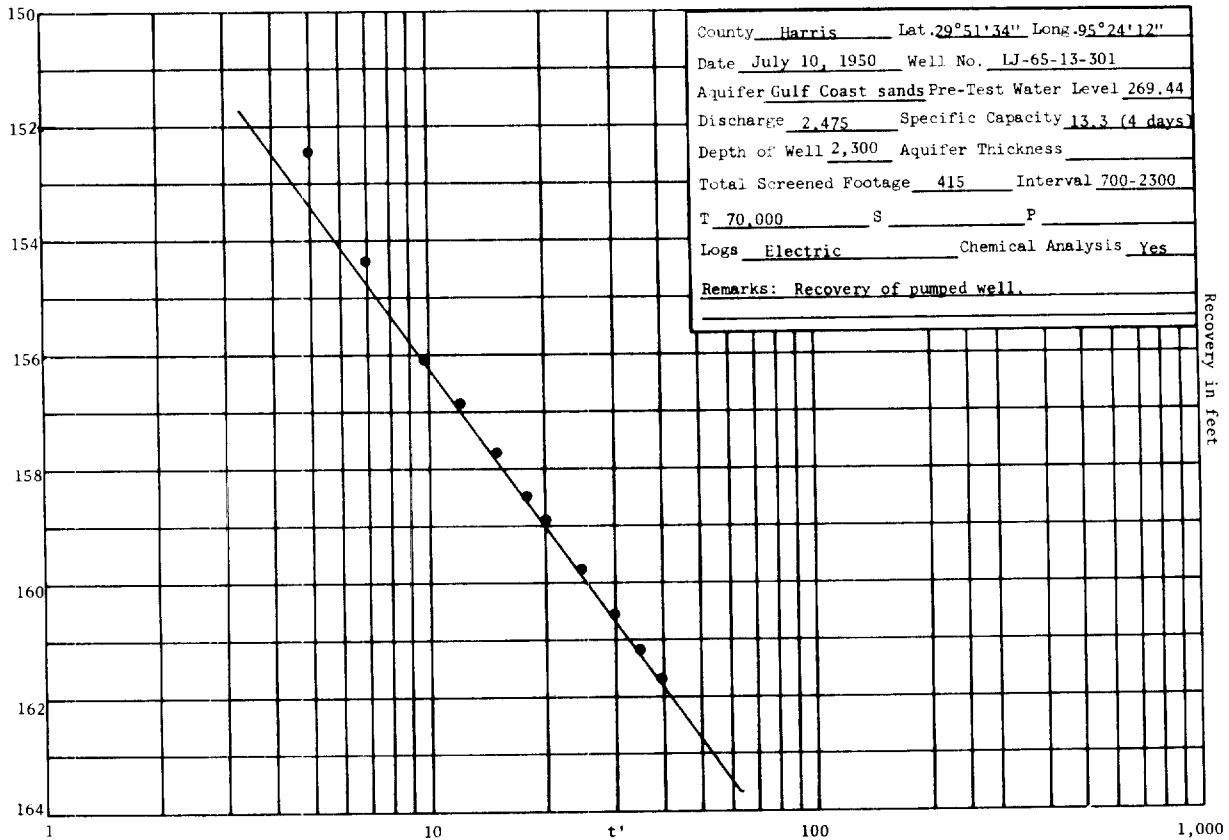 County Harris Lat. 29°51'34" Long. 95°24'12"
Date July 10, 1950 Well No. LJ-65-13-301
Aquifer Gulf Coast sands Pre-Test Water Level 269.44
Discharge 2,475 Specific Capacity 13.3 (4 days)
Depth of Well 2,300 Aquifer Thickness
Total Screened Footage 415 Interval 700-2300
T 70,000 S P
Logs Electric Chemical Analysis Yes
Remarks: Recovery of pumped well.
150
152
154
156
158
160
162
164
Recovery in feet
1 10 t' 100 1,000